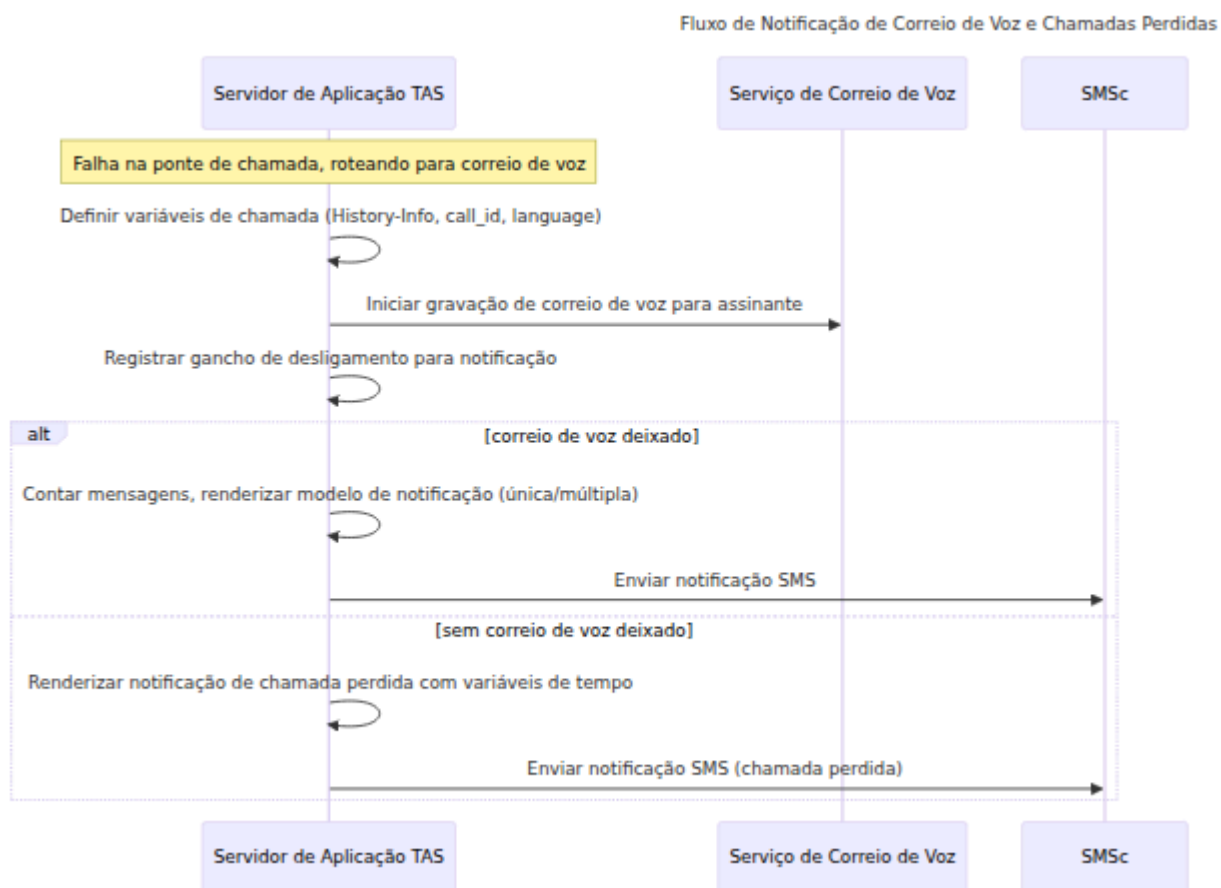 Fluxo de Notificação de Correio de Voz e Chamadas Perdidas
Servidor de Aplicação TAS
Serviço de Correio de Voz
SMSc
Falha na ponte de chamada, roteando para correio de voz
Definir variáveis de chamada (History-Info, call_id, language)
Iniciar gravação de correio de voz para assinante
Registrar gancho de desligamento para notificação
alt
[correio de voz deixado]
Contar mensagens, renderizar modelo de notificação (única/múltipla)
Enviar notificação SMS
[sem correio de voz deixado]
Renderizar notificação de chamada perdida com variáveis de tempo
Enviar notificação SMS (chamada perdida)
Servidor de Aplicação TAS
Serviço de Correio de Voz
SMSc